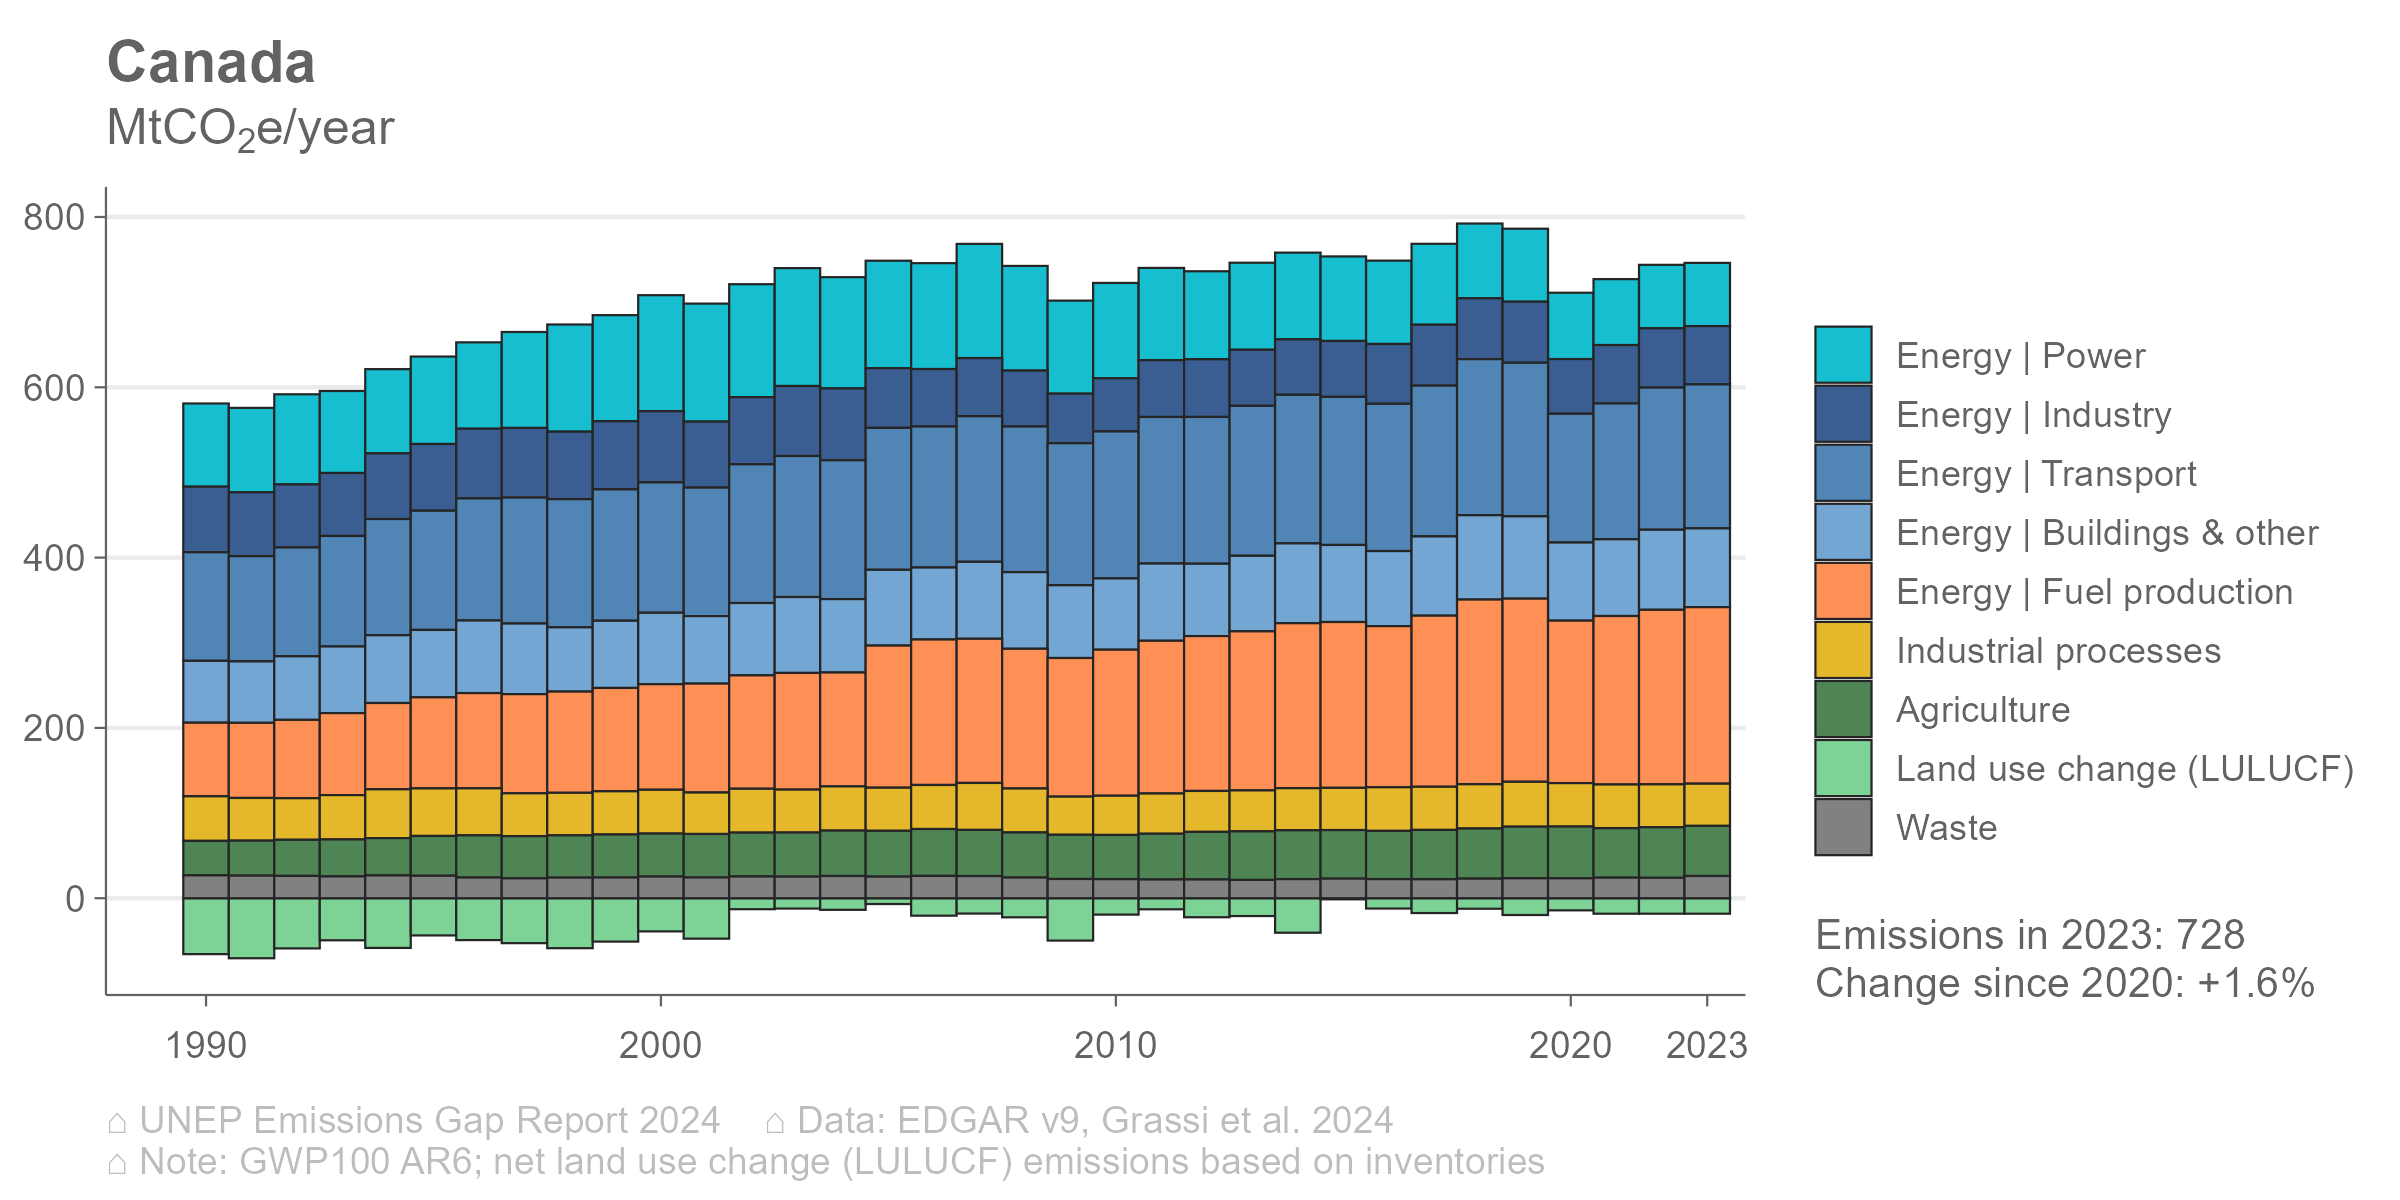 Canada
MtCO₂e/year
800
600
400
200
0
1990 2000 2010 2020 2023
Energy | Power
Energy | Industry
Energy | Transport
Energy | Buildings & other
Energy | Fuel production
Industrial processes
Agriculture
Land use change (LULUCF)
Waste
Emissions in 2023: 728
Change since 2020: +1.6%
⌂ UNEP Emissions Gap Report 2024 ⌂ Data: EDGAR v9, Grassi et al. 2024
⌂ Note: GWP100 AR6; net land use change (LULUCF) emissions based on inventories